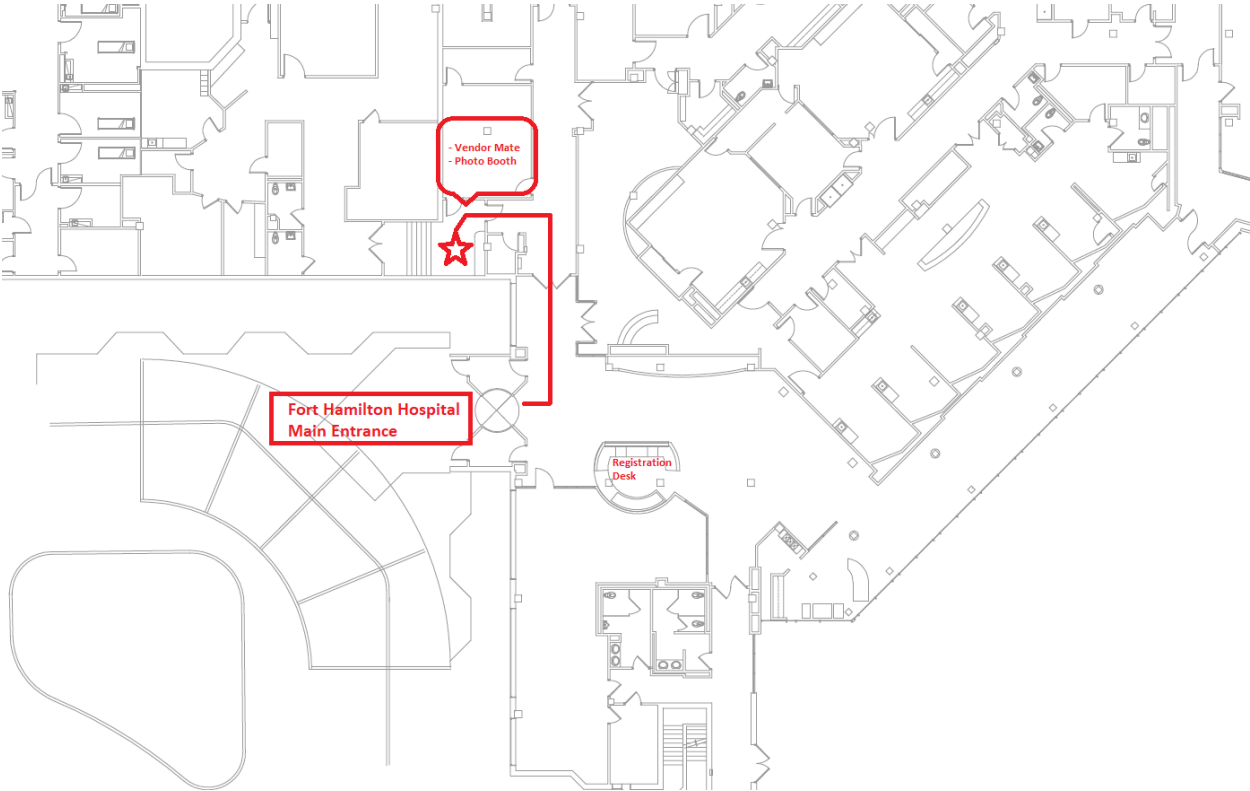 - Vendor Mate
- Photo Booth
Fort Hamilton Hospital
Main Entrance
Registration
Desk